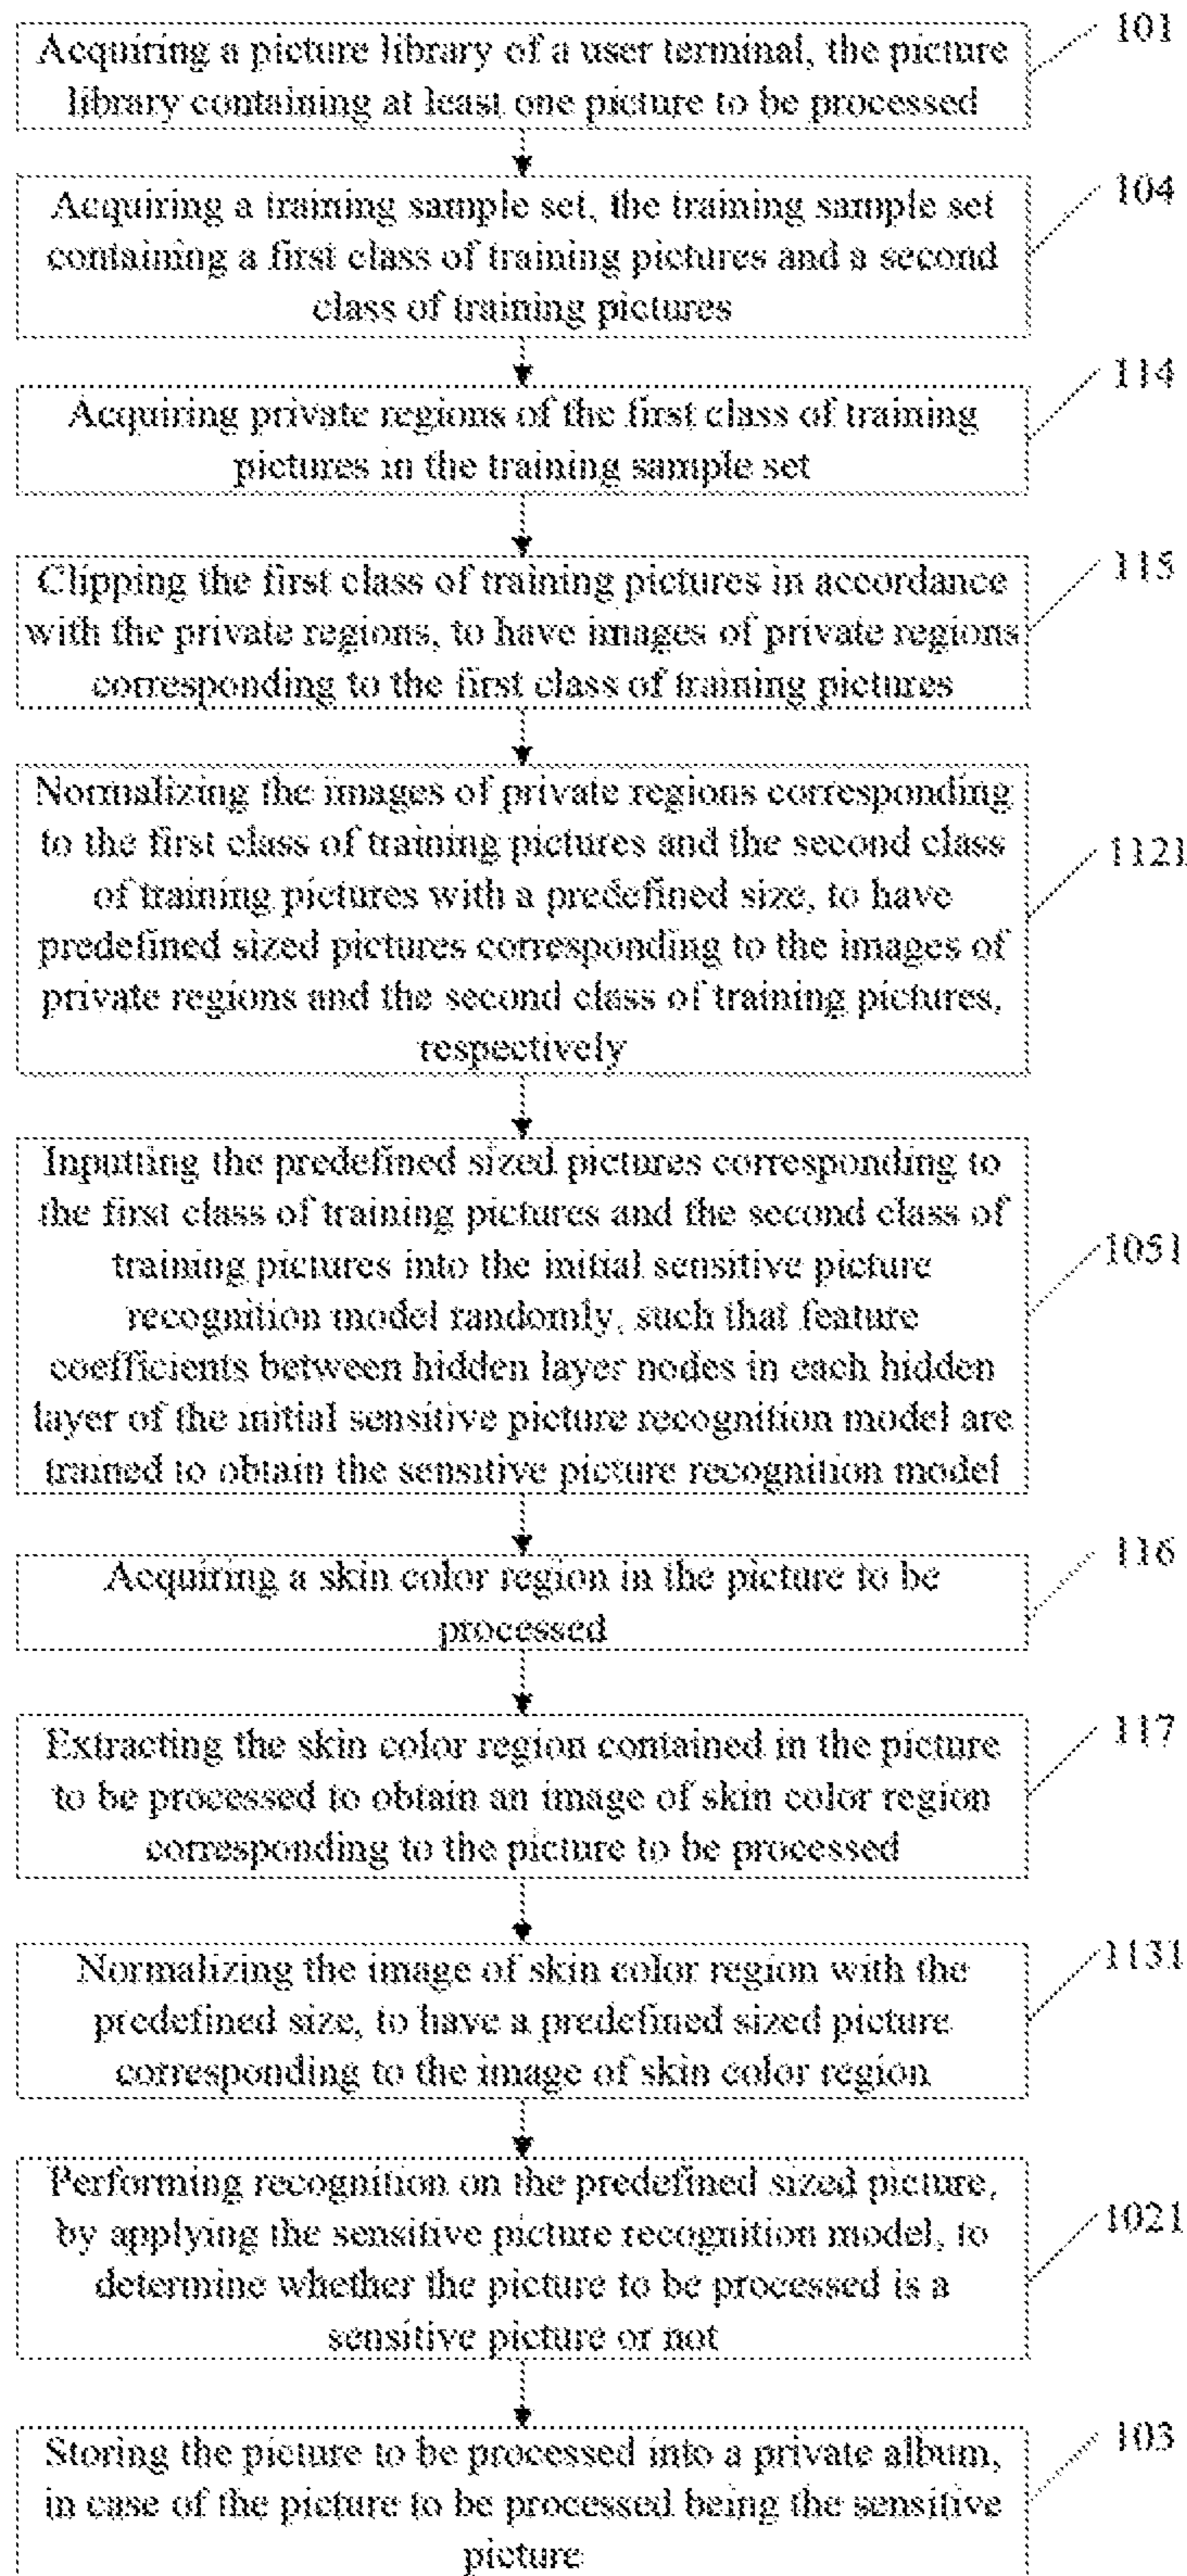 101
Acquiring a picture library of a user terminal, the picture
library containing at least one picture to be processed
104
Acquiring a training sample set, the training sample set
containing a first class of training pictures and a second
class of training pictures
114
Acquiring private regions of the first class of training
pictures in the training sample set
115
Clipping the first class of training pictures in accordance
with the private regions, to have images of private regions
corresponding to the first class of training pictures
Normalizing the images of private regions corresponding
to the first class of training pictures and the second class
1121
of training pictures with a predefined size, to have
predefined sized pictures corresponding to the images of
private regions and the second class of training pictures,
respectively
Inputting the predefined sized pictures corresponding to
the first class of training pictures and the second class of
1051
training pictures into the initial sensitive picture
recognition model randomly, such that feature
coefficients between hidden layer nodes in each hidden
layer of the initial sensitive picture recognition model are
trained to obtain the sensitive picture recognition model
116
Acquiring a skin color region in the picture to be
processed
117
Extracting the skin color region contained in the picture
to be processed to obtain an image of skin color region
corresponding to the picture to be processed
1131
Normalizing the image of skin color region with the
predefined size, to have a predefined sized picture
corresponding to the image of skin color region
Performing recognition on the predefined sized picture,
1021
by applying the sensitive picture recognition model, to
determine whether the picture to be processed is a
sensitive picture or not
103
Storing the picture to be processed into a private album,
in case of the picture to be processed being the sensitive
picture